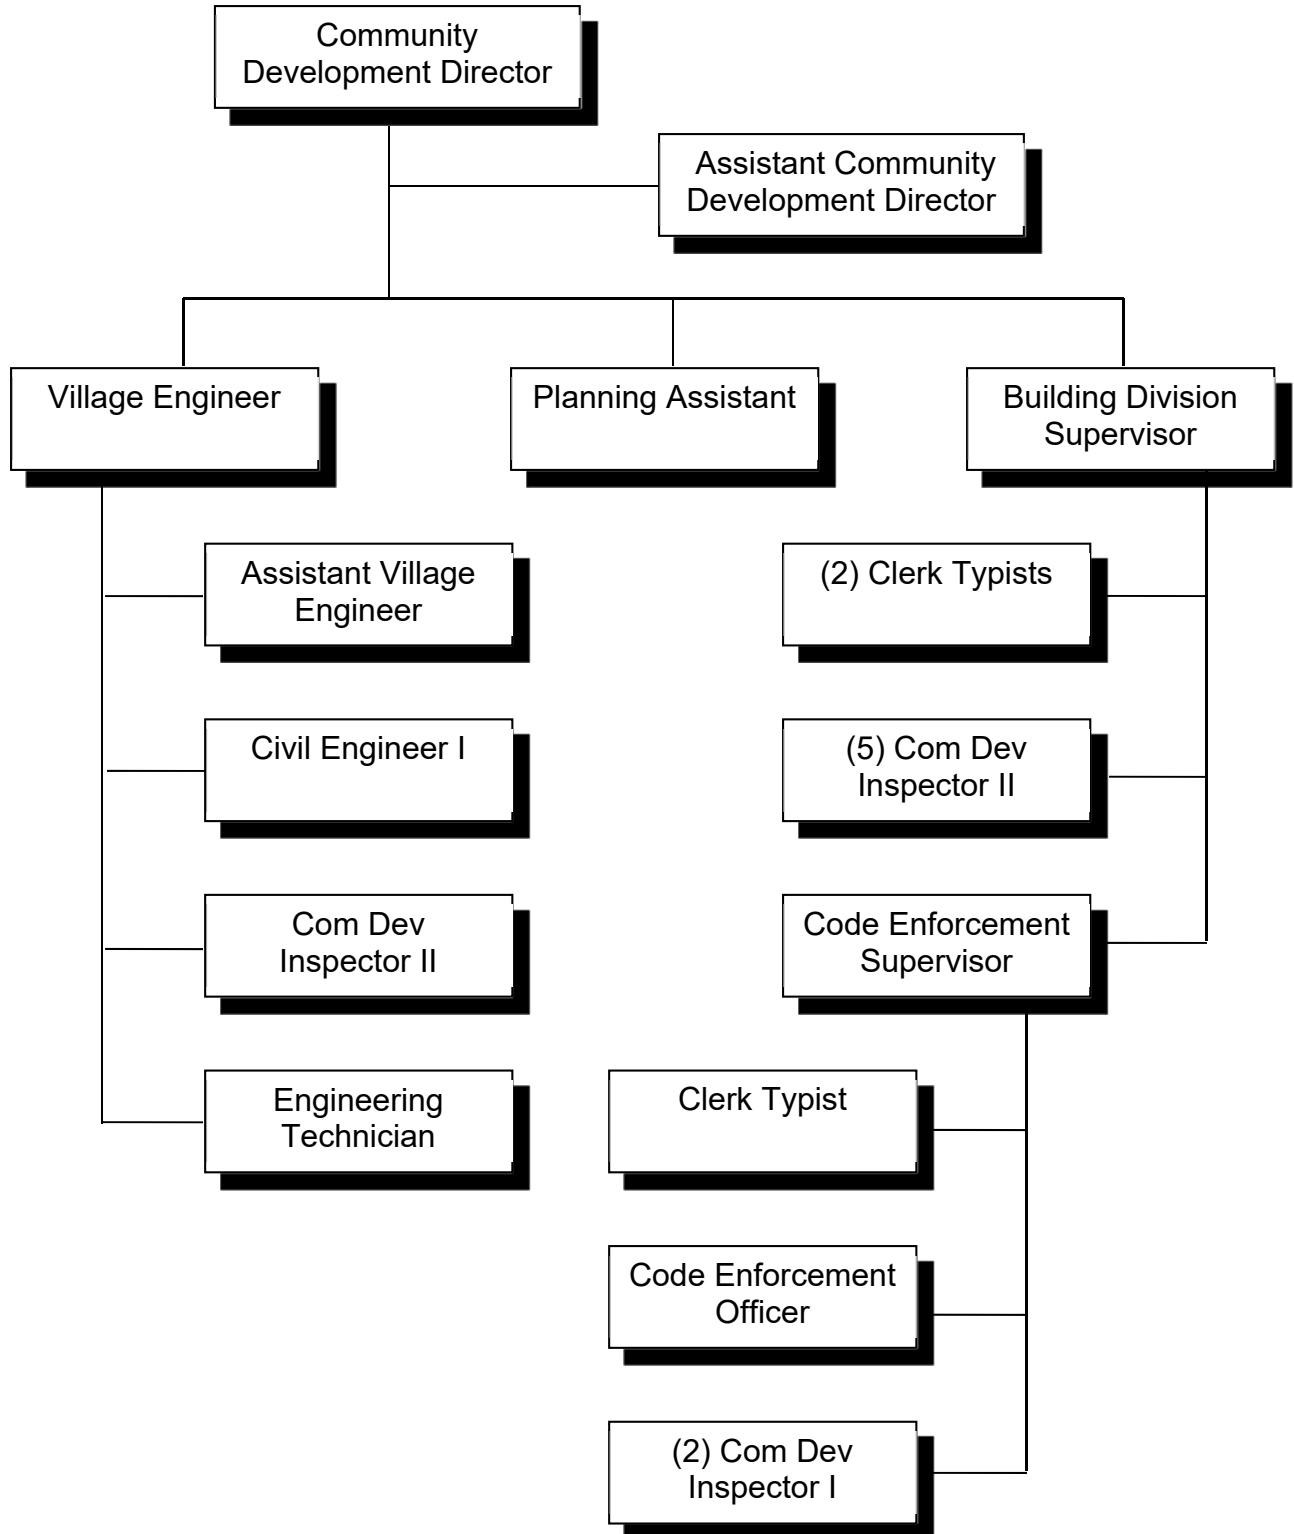 Community
Development Director
Assistant Community
Development Director
Village Engineer
Planning Assistant
Building Division
Supervisor
Assistant Village
Engineer
(2) Clerk Typists
Civil Engineer I
(5) Com Dev
Inspector II
Com Dev
Inspector II
Code Enforcement
Supervisor
Engineering
Technician
Clerk Typist
Code Enforcement
Officer
(2) Com Dev
Inspector I